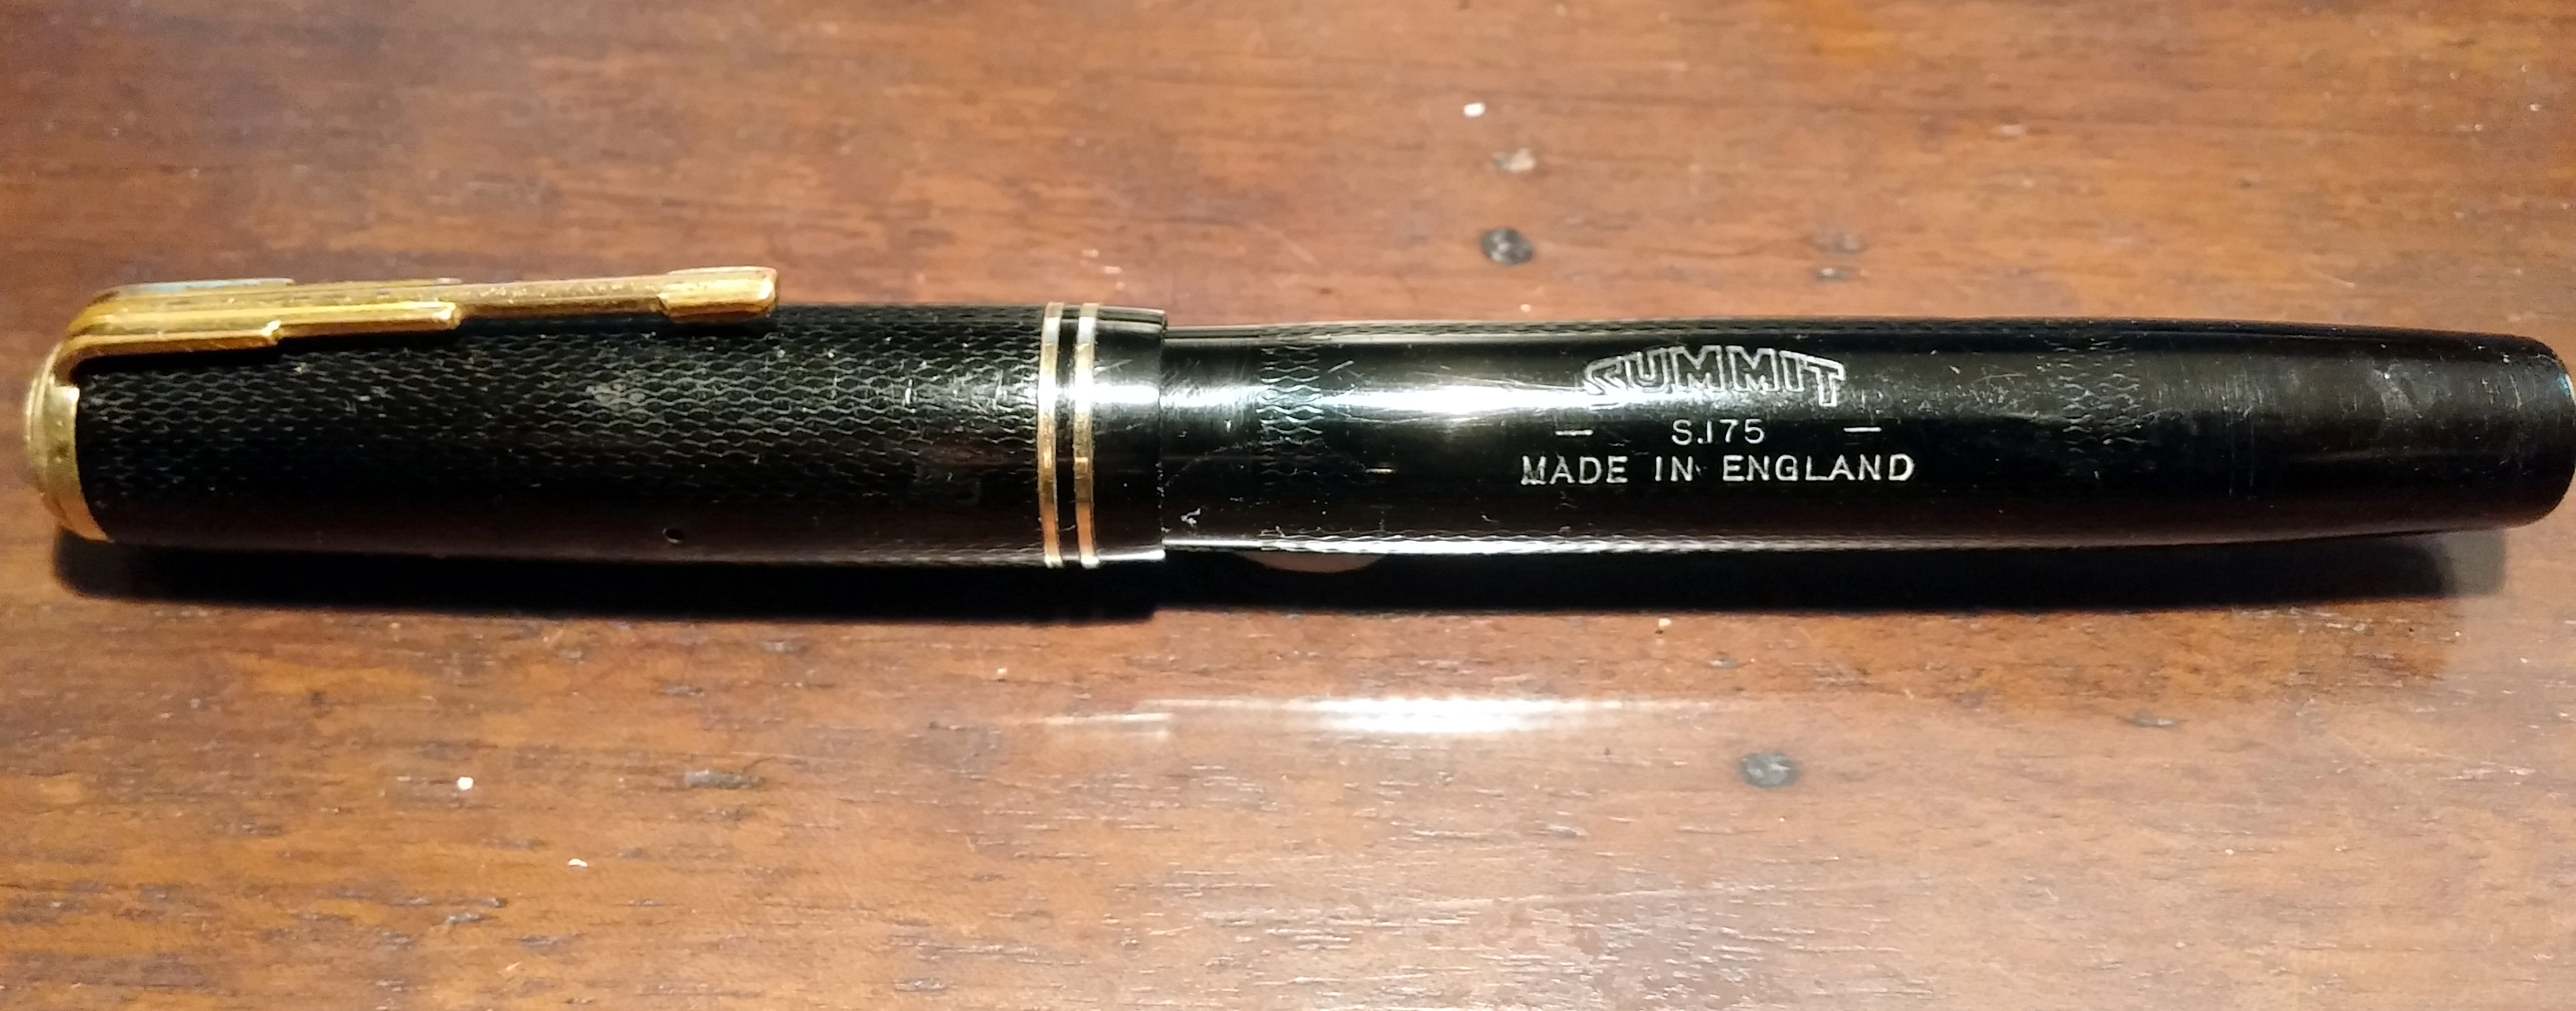 SUMMIT
— S.175 —
MADE IN ENGLAND